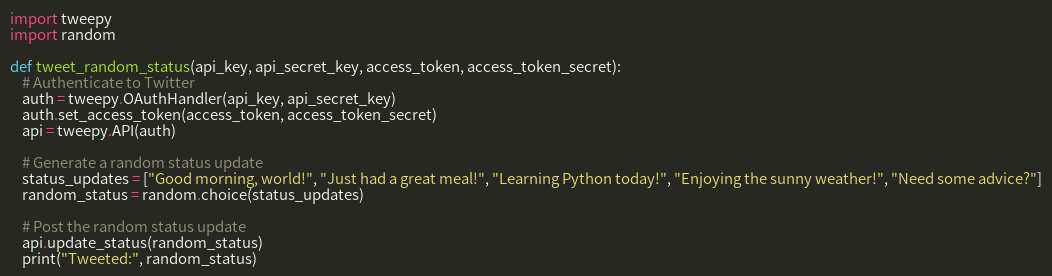 import tweepy
import random

def tweet_random_status(api_key, api_secret_key, access_token, access_token_secret):
    # Authenticate to Twitter
    auth = tweepy.OAuthHandler(api_key, api_secret_key)
    auth.set_access_token(access_token, access_token_secret)
    api = tweepy.API(auth)

    # Generate a random status update
    status_updates = ["Good morning, world!", "Just had a great meal!", "Learning Python today!", "Enjoying the sunny weather!", "Need some advice?"]
    random_status = random.choice(status_updates)

    # Post the random status update
    api.update_status(random_status)
    print("Tweeted:", random_status)